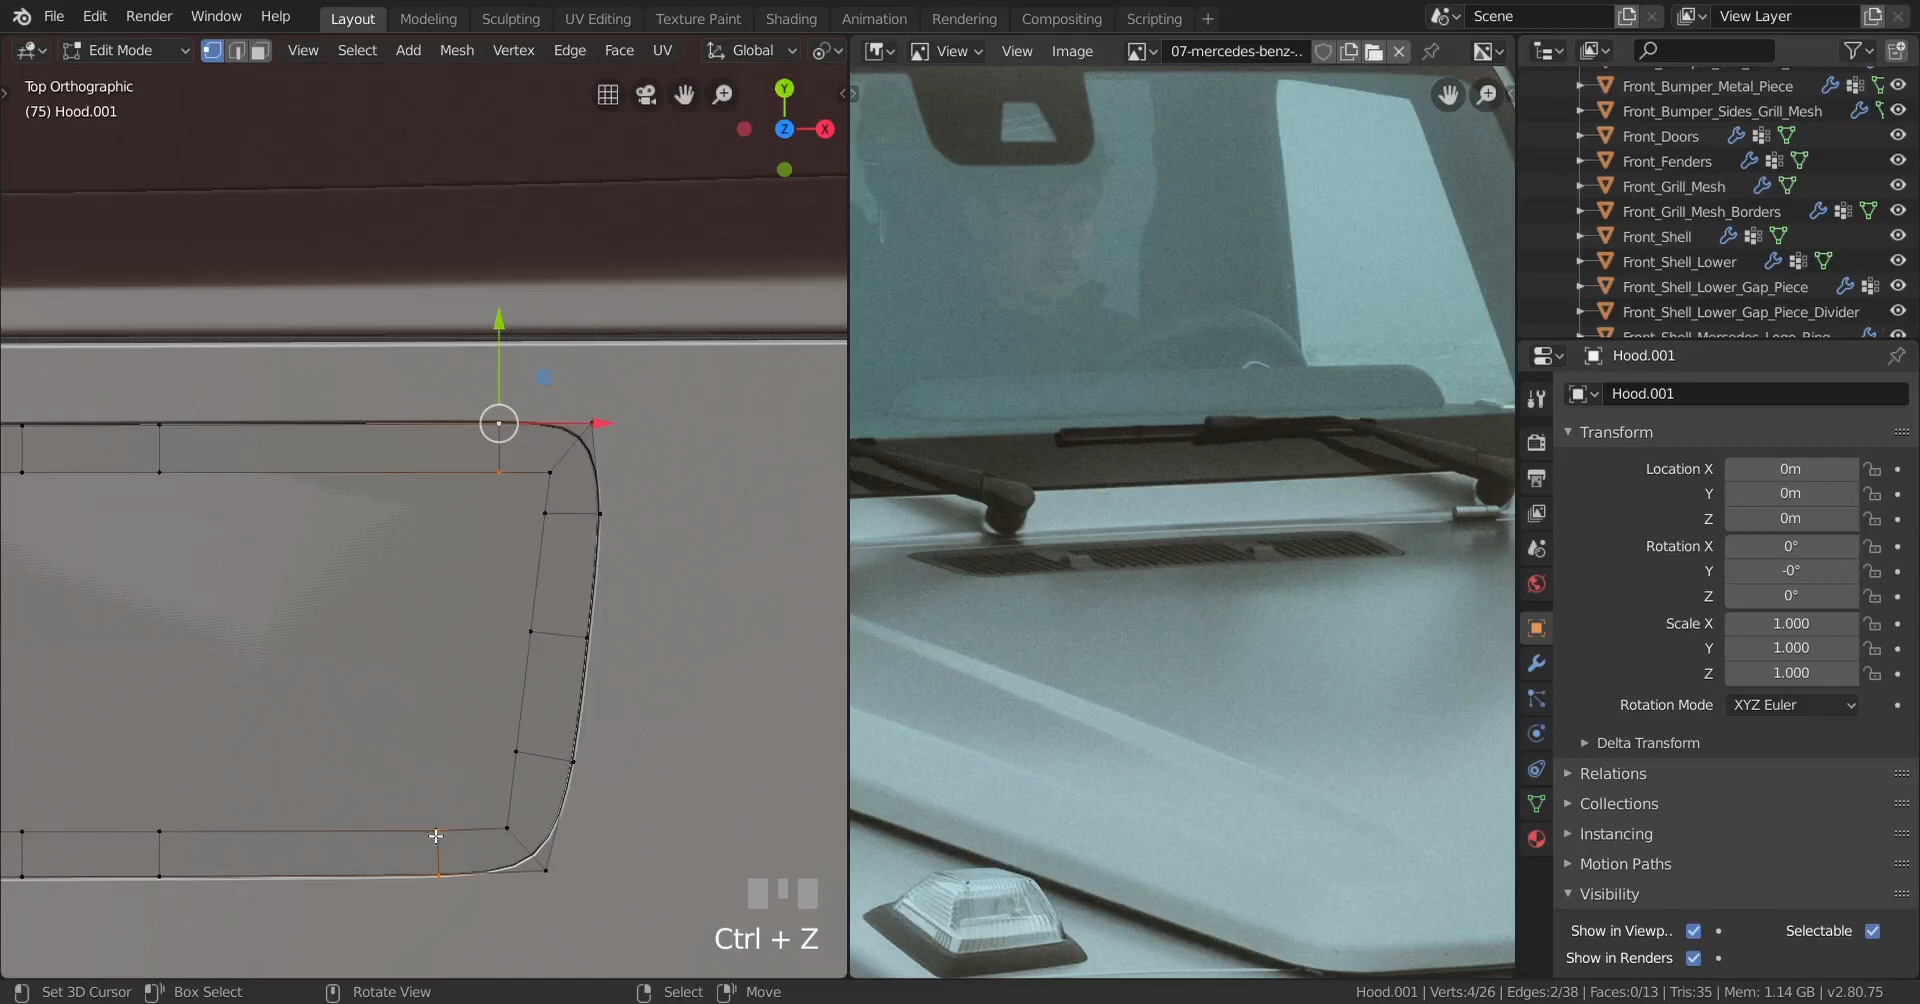 File Edit Render Window Help Layout Modeling Sculpting UV Editing Texture Paint Shading Animation Rendering Compositing Scripting + Scene View Layer
Edit Mode View Select Add Mesh Vertex Edge Face UV Global
View View Image 07-mercedes-benz-..
Top Orthographic
(75) Hood.001
Y
Z
X
Ctrl + Z
Front_Bumper_Metal_Piece
Front_Bumper_Sides_Grill_Mesh
Front_Doors
Front_Fenders
Front_Grill_Mesh
Front_Grill_Mesh_Borders
Front_Shell
Front_Shell_Lower
Front_Shell_Lower_Gap_Piece
Front_Shell_Lower_Gap_Piece_Divider
Front_Shell_Mercedes_Logo_Ring
Hood.001
Hood.001
Transform
Location X 0m
Y 0m
Z 0m
Rotation X 0°
Y -0°
Z 0°
Scale X 1.000
Y 1.000
Z 1.000
Rotation Mode XYZ Euler
Delta Transform
Relations
Collections
Instancing
Motion Paths
Visibility
Show in Viewp.. Selectable
Show in Renders
Set 3D Cursor Box Select Rotate View Select Move Hood.001 | Verts:4/26 | Edges:2/38 | Faces:0/13 | Tris:35 | Mem: 1.14 GB | v2.80.75